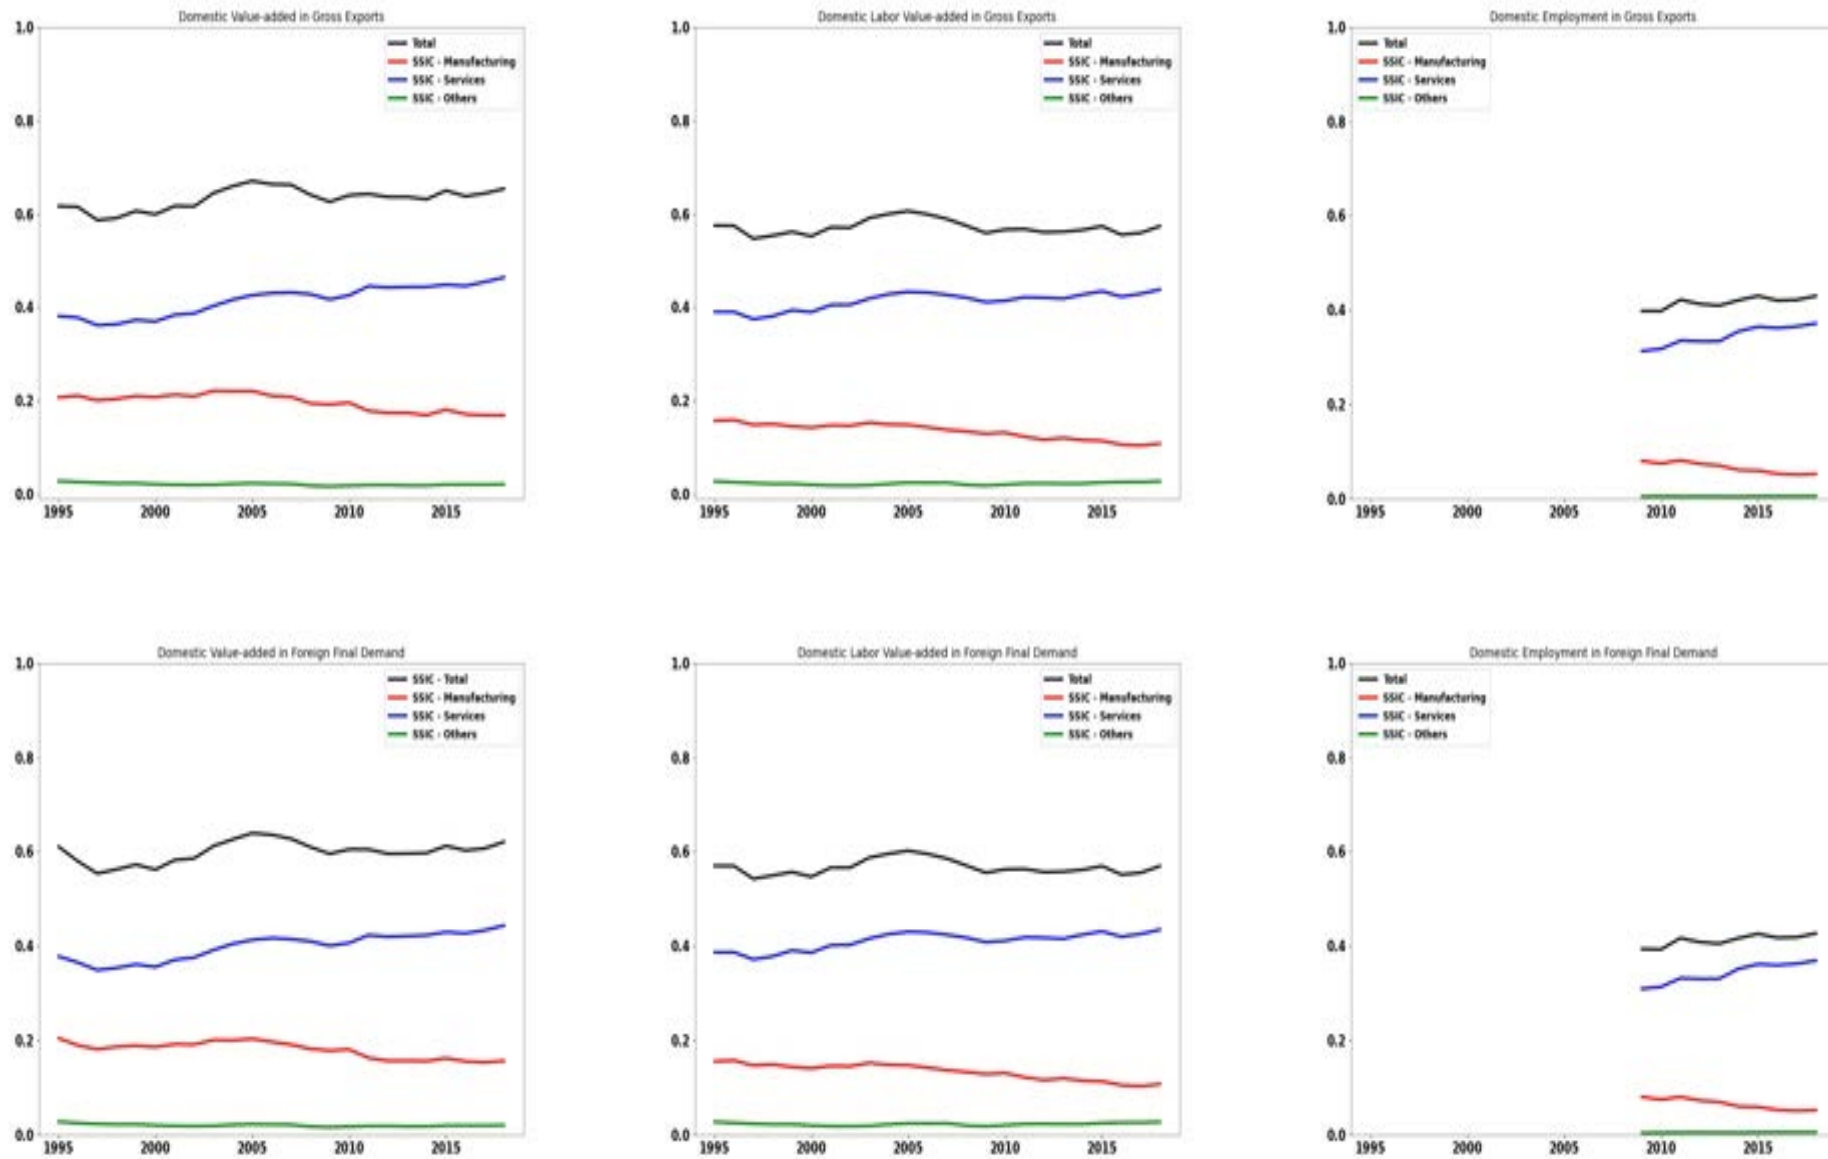 Domestic Value-added in Gross Exports
1.0
Total
SSIC - Manufacturing
SSIC - Services
SSIC - Others
0.8
0.6
0.4
0.2
0.0
1995 2000 2005 2010 2015
Domestic Labor Value-added in Gross Exports
1.0
Total
SSIC - Manufacturing
SSIC - Services
SSIC - Others
0.8
0.6
0.4
0.2
0.0
1995 2000 2005 2010 2015
Domestic Employment in Gross Exports
1.0
Total
SSIC - Manufacturing
SSIC - Services
SSIC - Others
0.8
0.6
0.4
0.2
0.0
1995 2000 2005 2010 2015
Domestic Value-added in Foreign Final Demand
1.0
SSIC - Total
SSIC - Manufacturing
SSIC - Services
SSIC - Others
0.8
0.6
0.4
0.2
0.0
1995 2000 2005 2010 2015
Domestic Labor Value-added in Foreign Final Demand
1.0
Total
SSIC - Manufacturing
SSIC - Services
SSIC - Others
0.8
0.6
0.4
0.2
0.0
1995 2000 2005 2010 2015
Domestic Employment in Foreign Final Demand
1.0
Total
SSIC - Manufacturing
SSIC - Services
SSIC - Others
0.8
0.6
0.4
0.2
0.0
1995 2000 2005 2010 2015